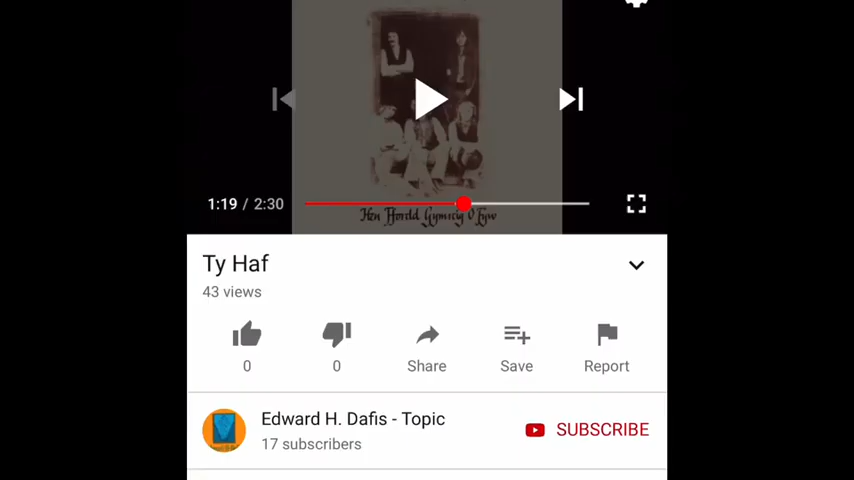 1:19 / 2:30
Hen Ffordd Gymreig O Fyw
Ty Haf
43 views
0
0
Share
Save
Report
Edward H. Dafis - Topic
17 subscribers
SUBSCRIBE